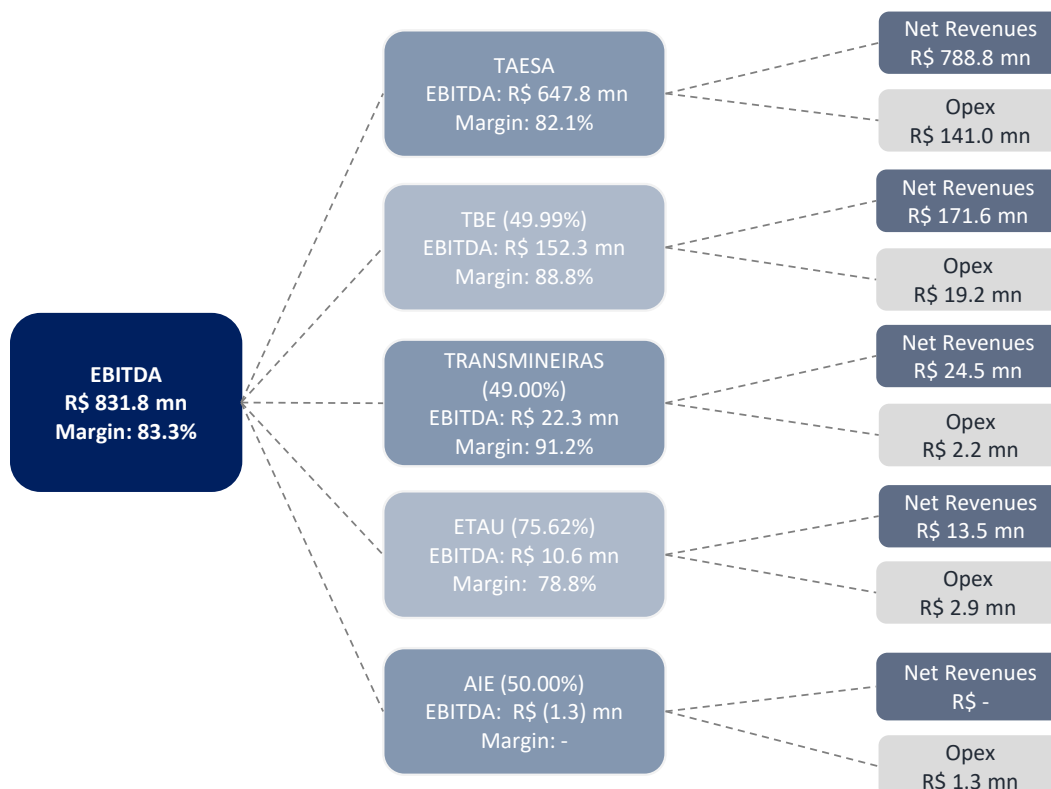 EBITDA
R$ 831.8 mn
Margin: 83.3%
TAESA
EBITDA: R$ 647.8 mn
Margin: 82.1%
Net Revenues
R$ 788.8 mn
Opex
R$ 141.0 mn
TBE (49.99%)
EBITDA: R$ 152.3 mn
Margin: 88.8%
Net Revenues
R$ 171.6 mn
Opex
R$ 19.2 mn
TRANSMINEIRAS
(49.00%)
EBITDA: R$ 22.3 mn
Margin: 91.2%
Net Revenues
R$ 24.5 mn
Opex
R$ 2.2 mn
ETAU (75.62%)
EBITDA: R$ 10.6 mn
Margin: 78.8%
Net Revenues
R$ 13.5 mn
Opex
R$ 2.9 mn
AIE (50.00%)
EBITDA: R$ (1.3) mn
Margin: -
Net Revenues
R$ -
Opex
R$ 1.3 mn